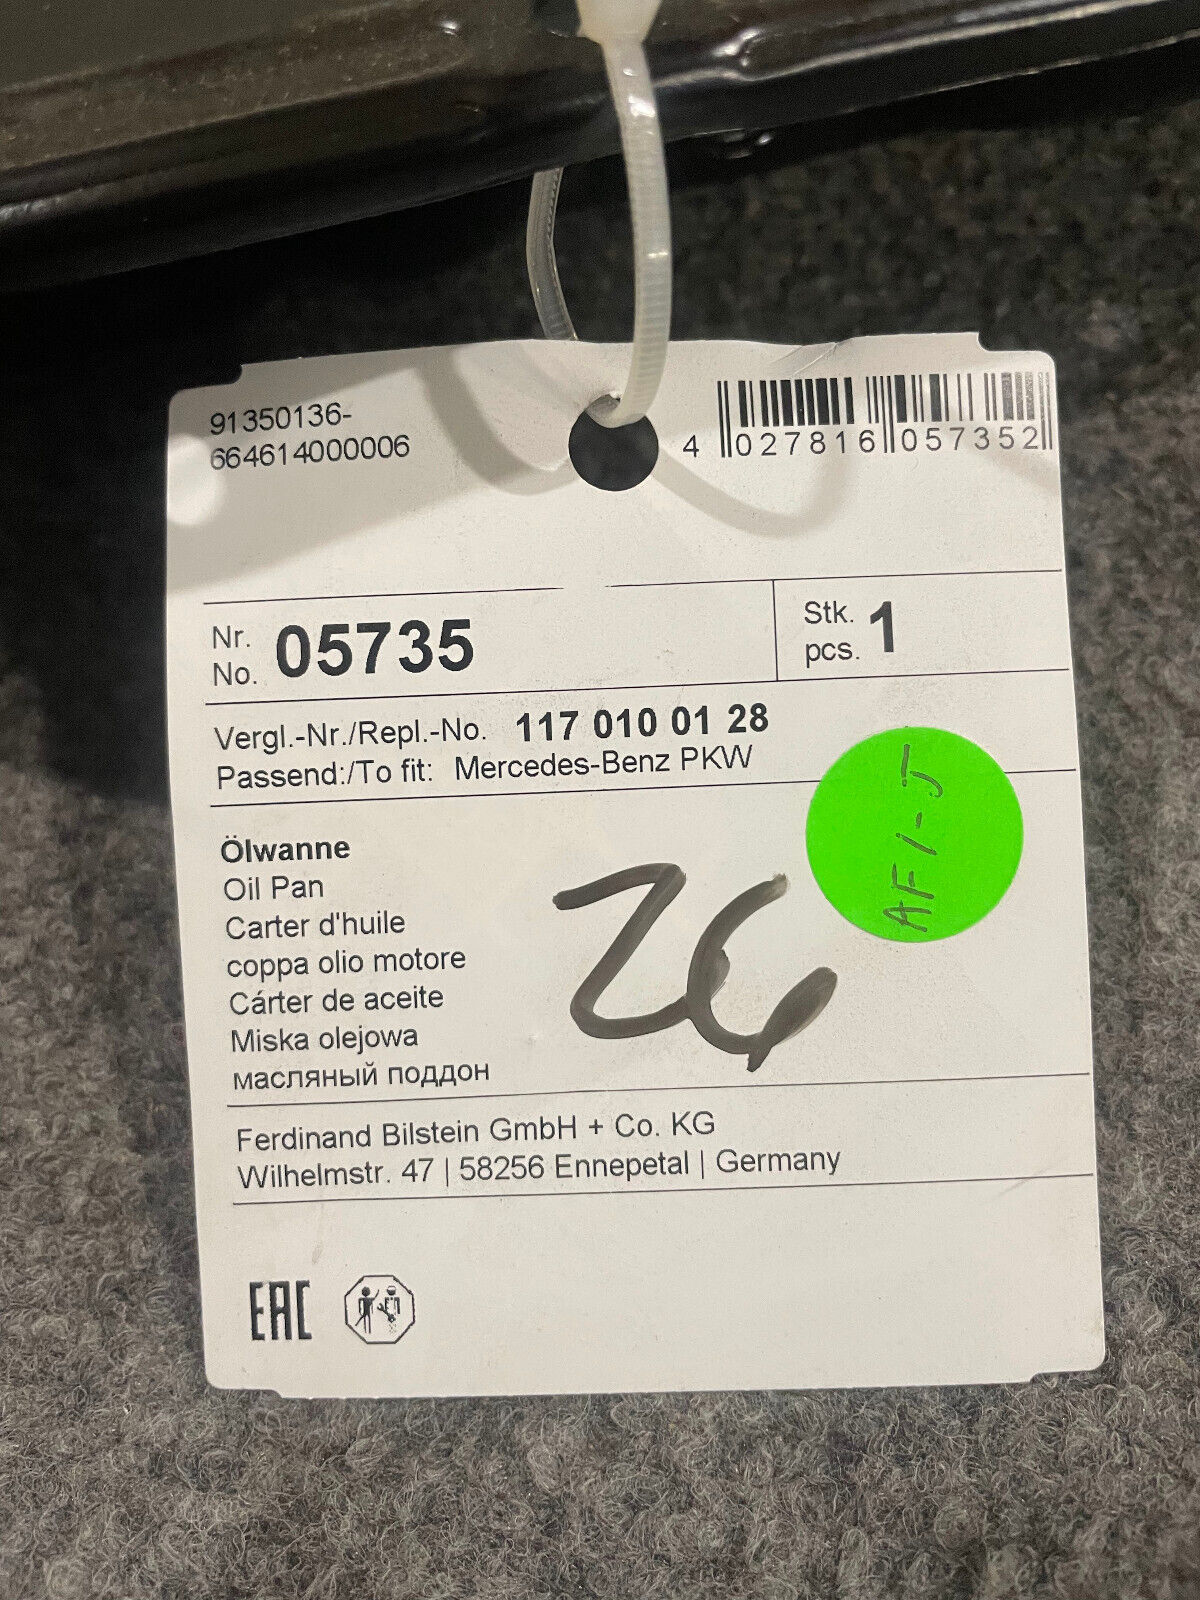 91350136-
664614000006
4 027816 057352
Nr.
No. 05735
Stk.
pcs. 1
Vergl.-Nr./Repl.-No. 117 010 01 28
Passend:/To fit: Mercedes-Benz PKW
AF1-J
Ölwanne
Oil Pan
Carter d'huile
coppa olio motore
Cárter de aceite
Miska olejowa
масляный поддон
26
Ferdinand Bilstein GmbH + Co. KG
Wilhelmstr. 47 | 58256 Ennepetal | Germany
EAC